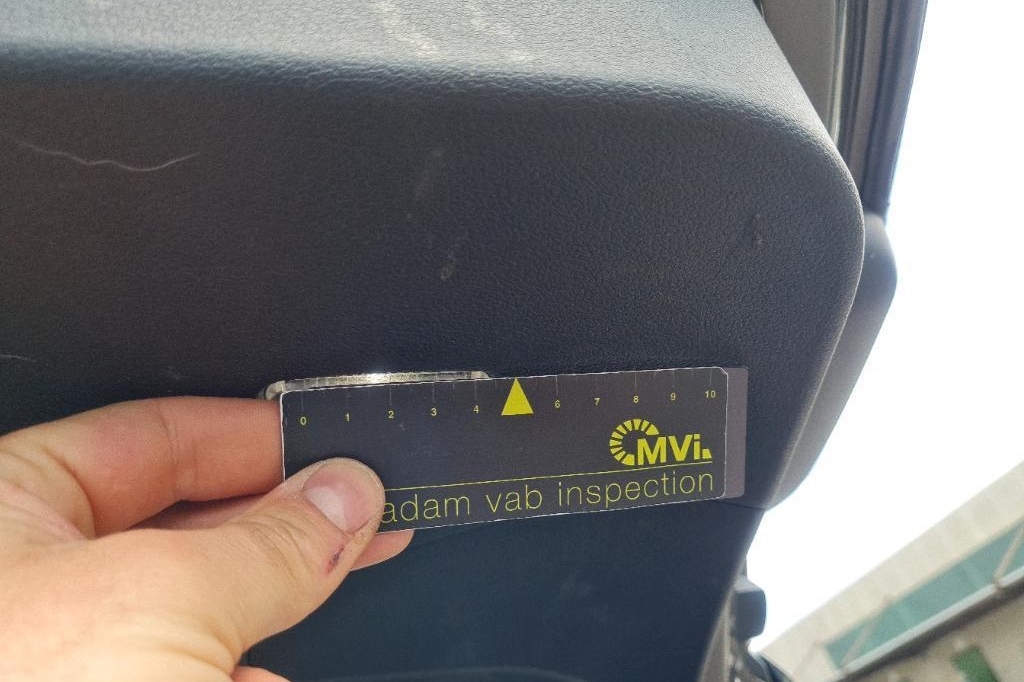 0 1 2 3 4 6 7 8 9 10
MVi
adam vab inspection